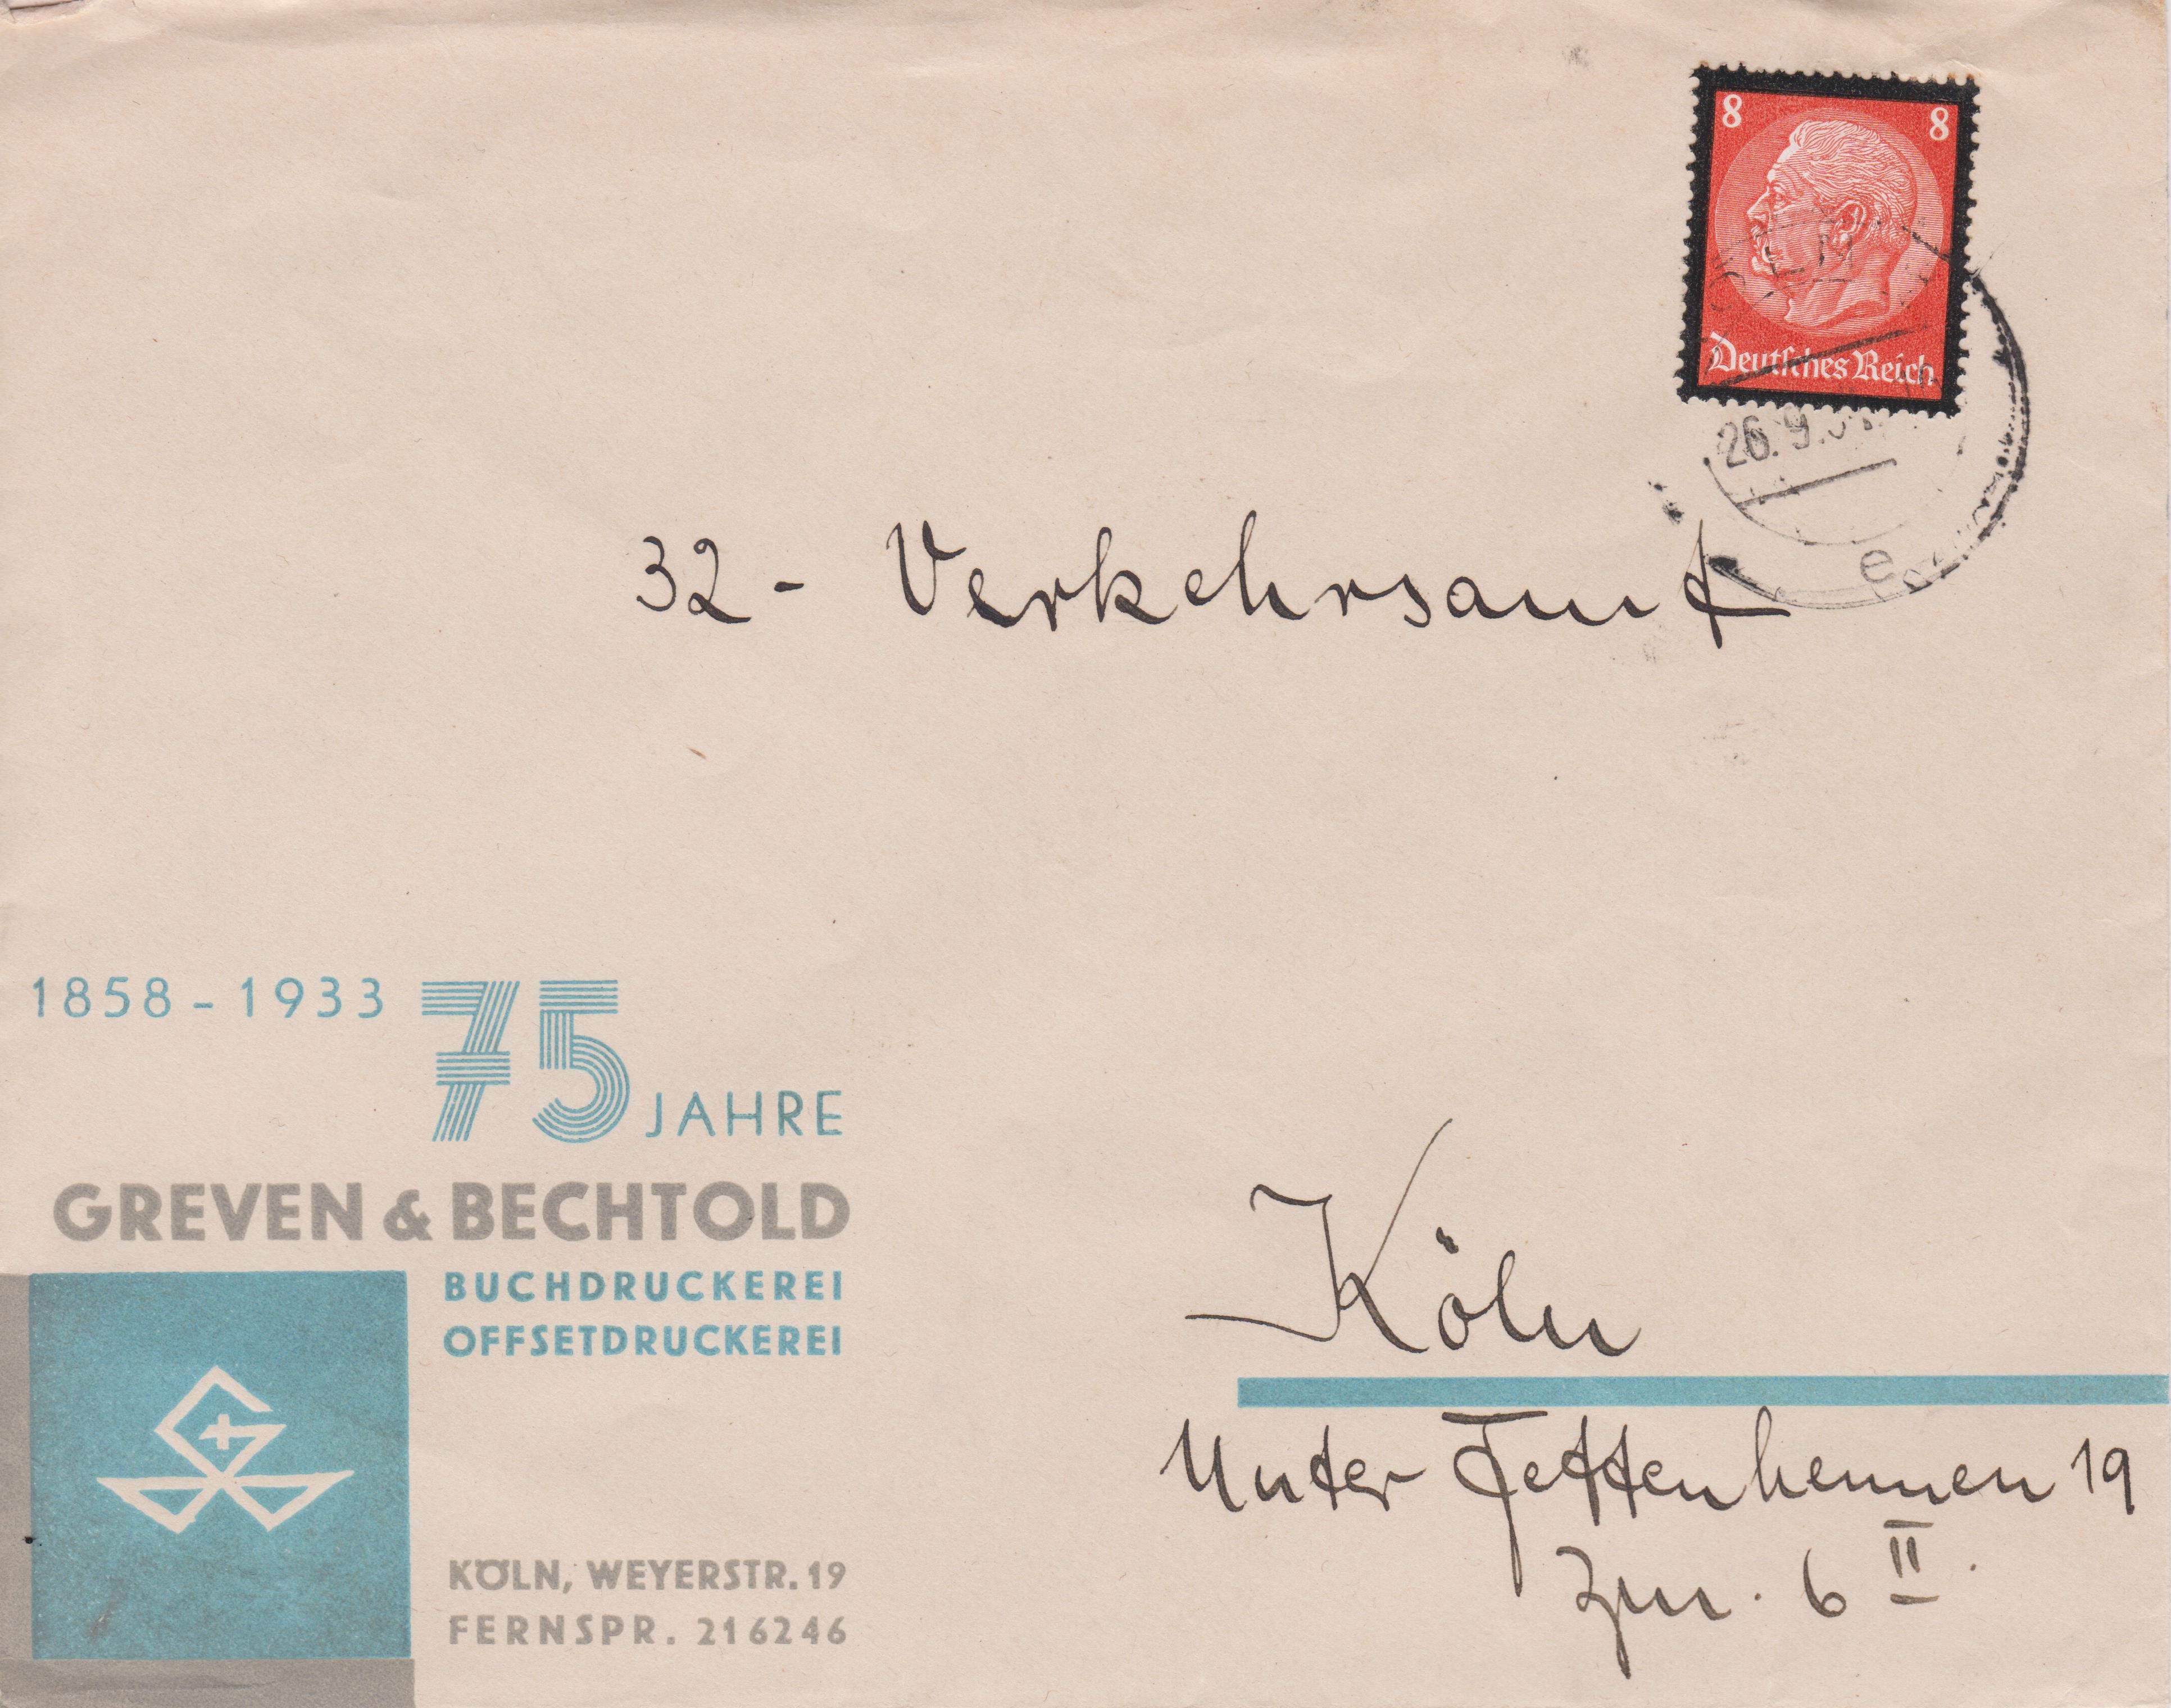 8 8
Deutsches Reich
26.9.
e
32- Verkehrsamt
1858 - 1933 75 JAHRE
GREVEN & BECHTOLD
BUCHDRUCKEREI
OFFSETDRUCKEREI
G
KÖLN, WEYERSTR. 19
FERNSPR. 216246
Köln
Unter Fettenhennen 19
Zm. 6 II.